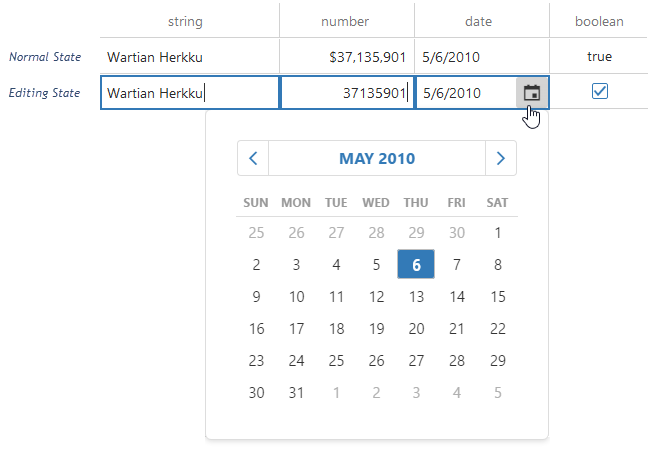 string number date boolean
Normal State Wartian Herkku $37,135,901 5/6/2010 true
Editing State Wartian Herkku 37135901 5/6/2010
MAY 2010
SUN MON TUE WED THU FRI SAT
25 26 27 28 29 30 1
2 3 4 5 6 7 8
9 10 11 12 13 14 15
16 17 18 19 20 21 22
23 24 25 26 27 28 29
30 31 1 2 3 4 5